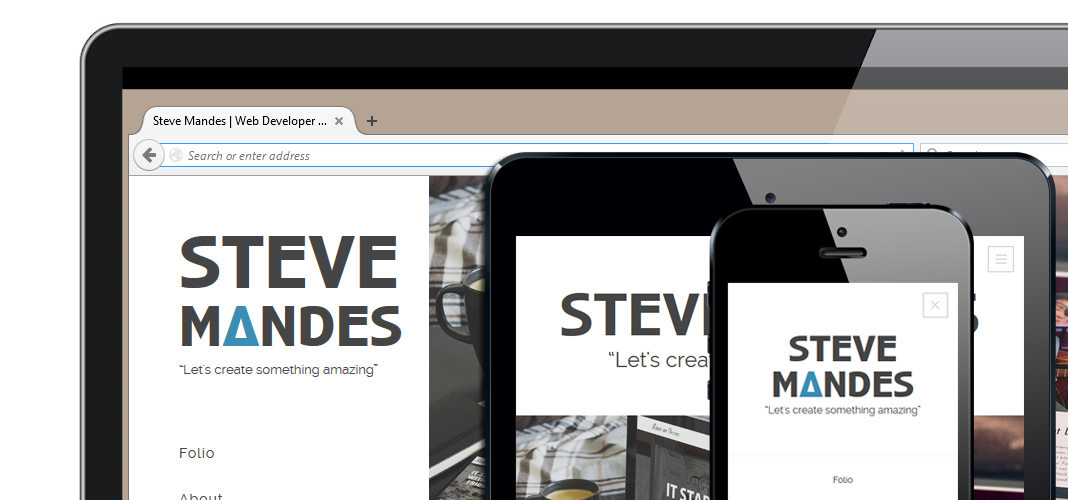 Steve Mandes | Web Developer ...
Search or enter address
STEVE
MANDES
“Let's create something amazing”
Folio
About
STEV
“Let's crea
STEVE
MANDES
“Let's create something amazing”
Folio
IT STAR